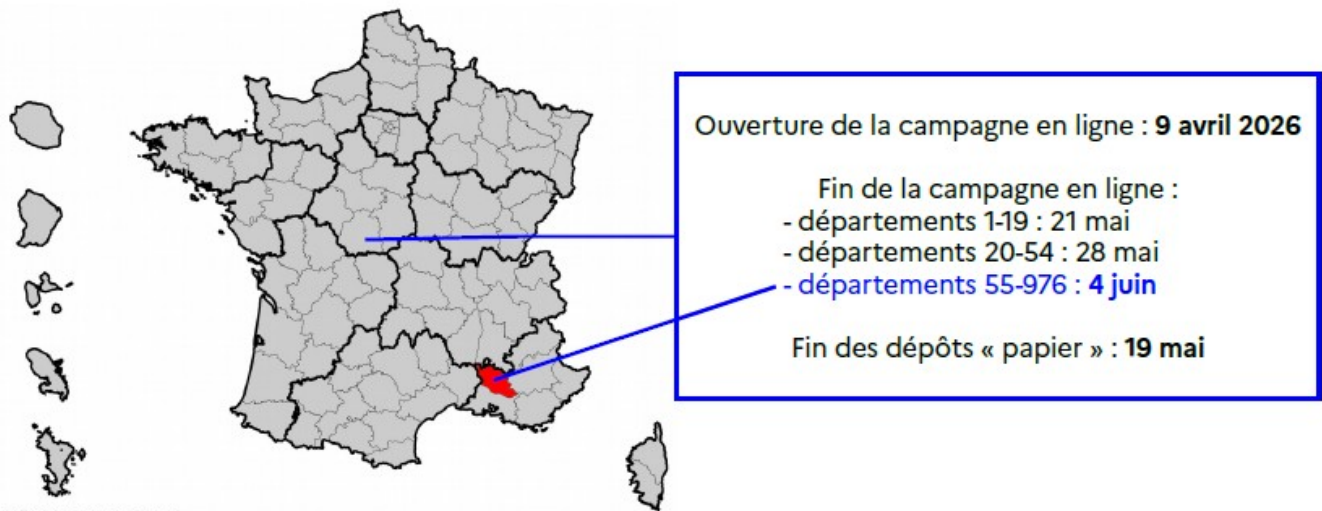 Ouverture de la campagne en ligne : 9 avril 2026
Fin de la campagne en ligne :
- départements 1-19 : 21 mai
- départements 20-54 : 28 mai
- départements 55-976 : 4 juin
Fin des dépôts « papier » : 19 mai